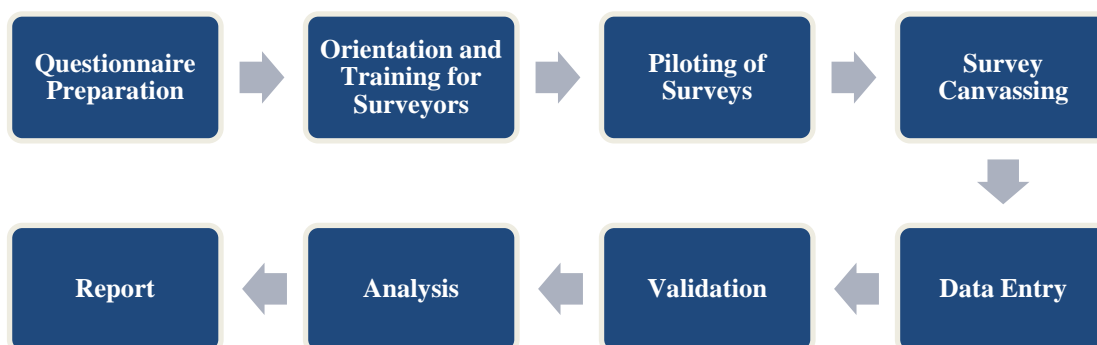 Questionnaire
Preparation
Orientation and
Training for
Surveyors
Piloting of
Surveys
Survey
Canvassing
Data Entry
Validation
Analysis
Report